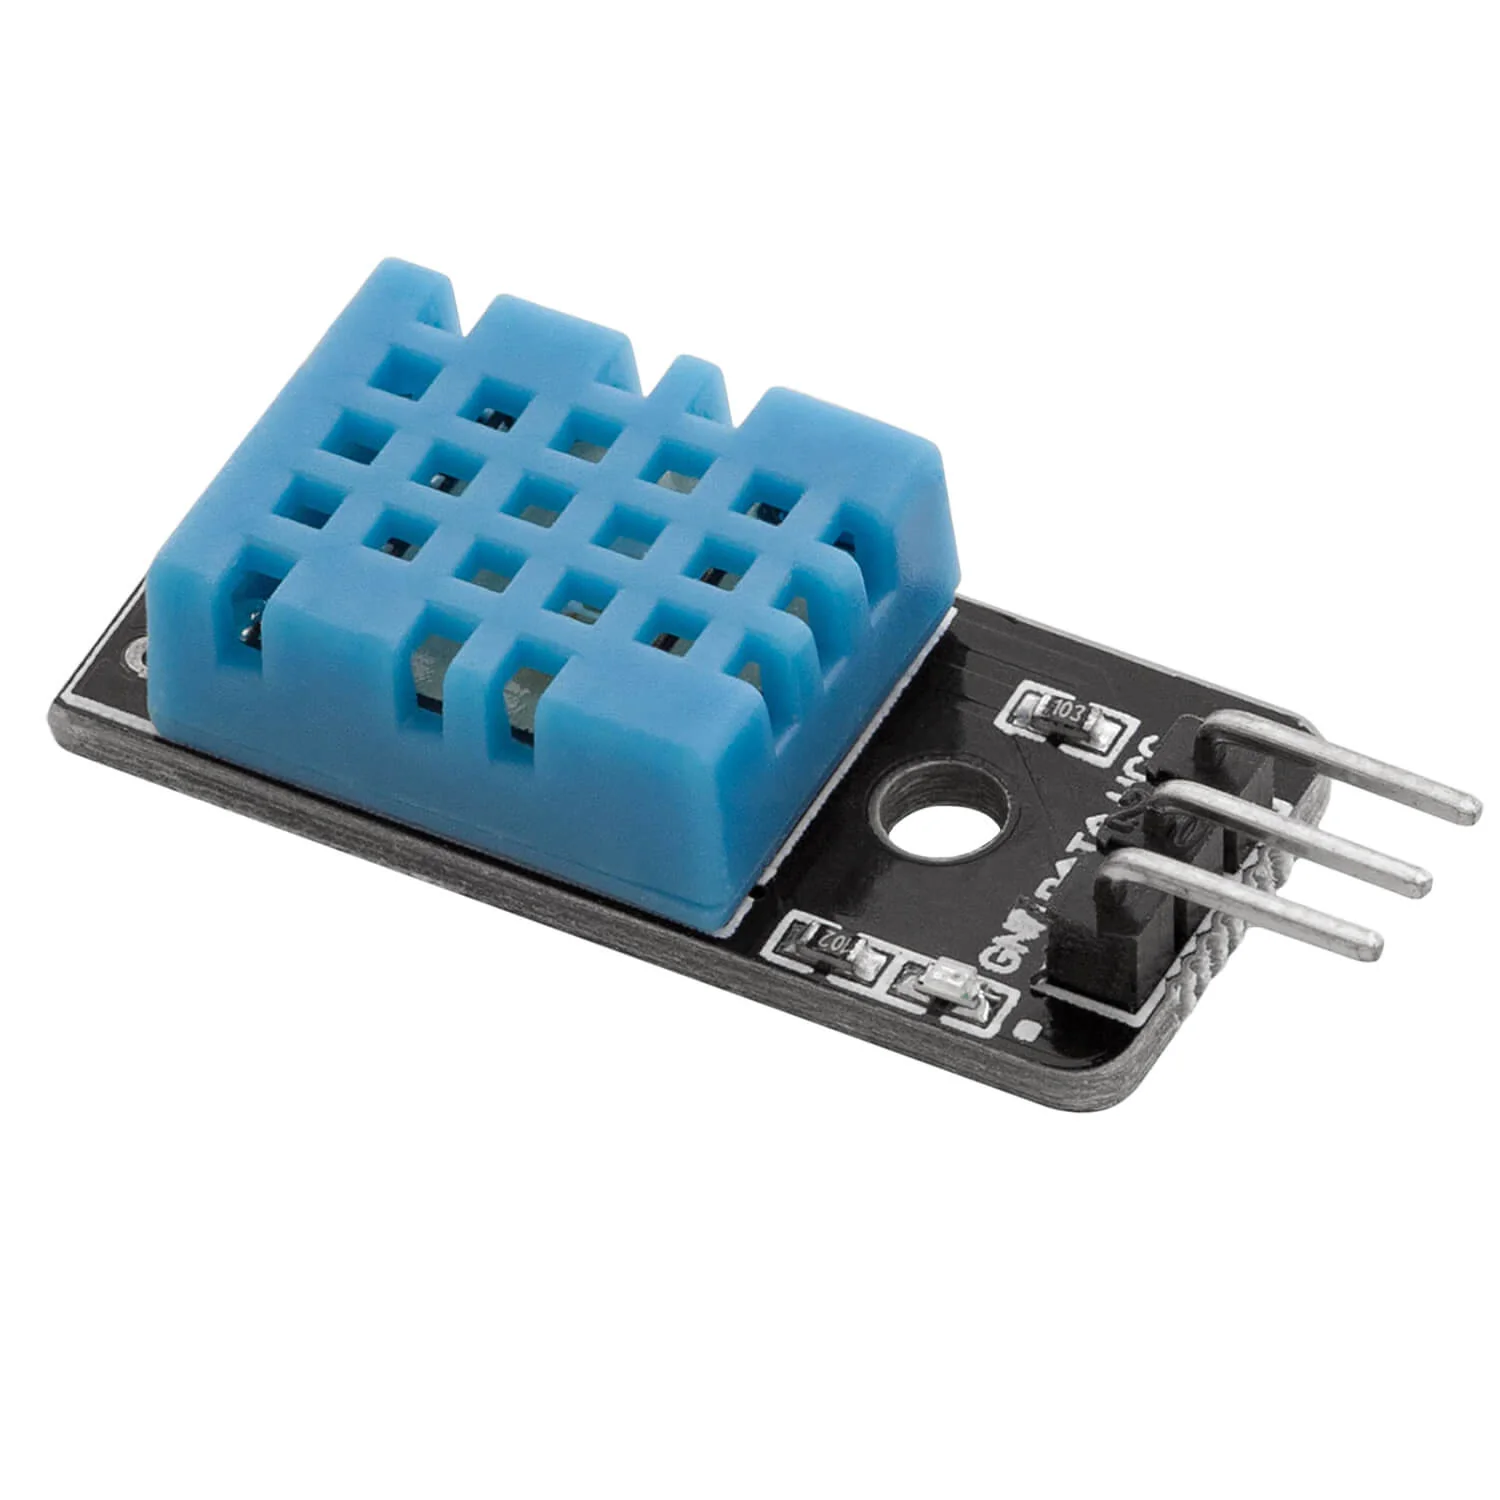 103
VCC
DATA
GND
102